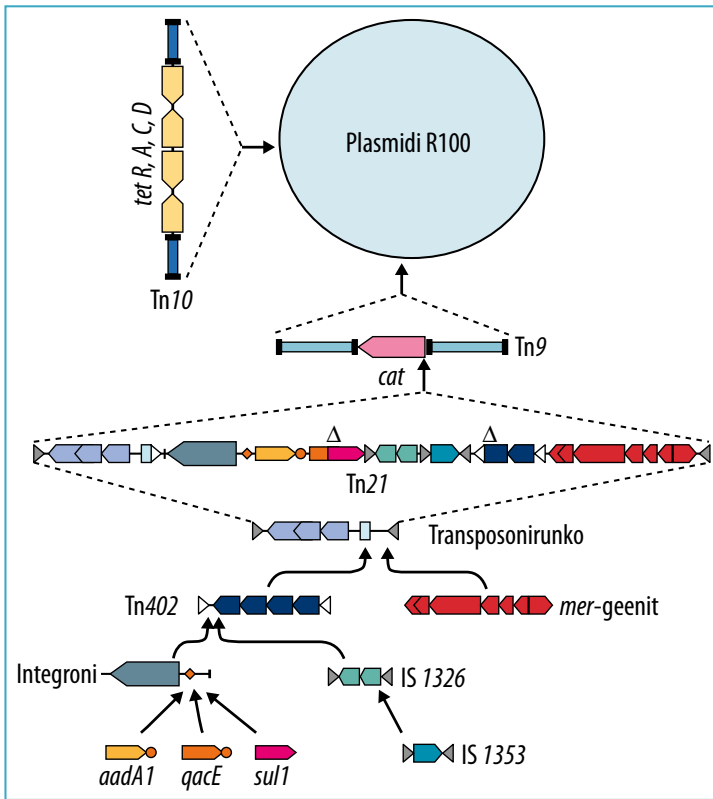 tet R, A, C, D
Plasmidi R100
Tn10
Tn9
cat
Δ
Δ
Tn21
Transposonirunko
Tn402
mer-geenit
Integroni
IS 1326
aadA1
qacE
sul1
IS 1353